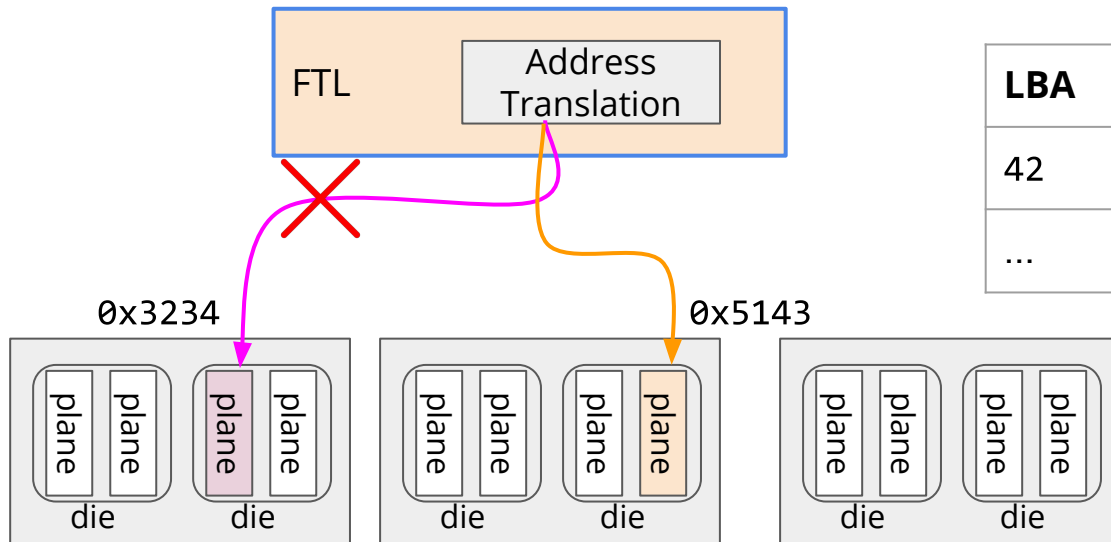 FTL
Address
Translation
LBA
42
...
0x3234
0x5143
plane plane plane plane plane plane plane plane plane plane plane plane
die die die die die die